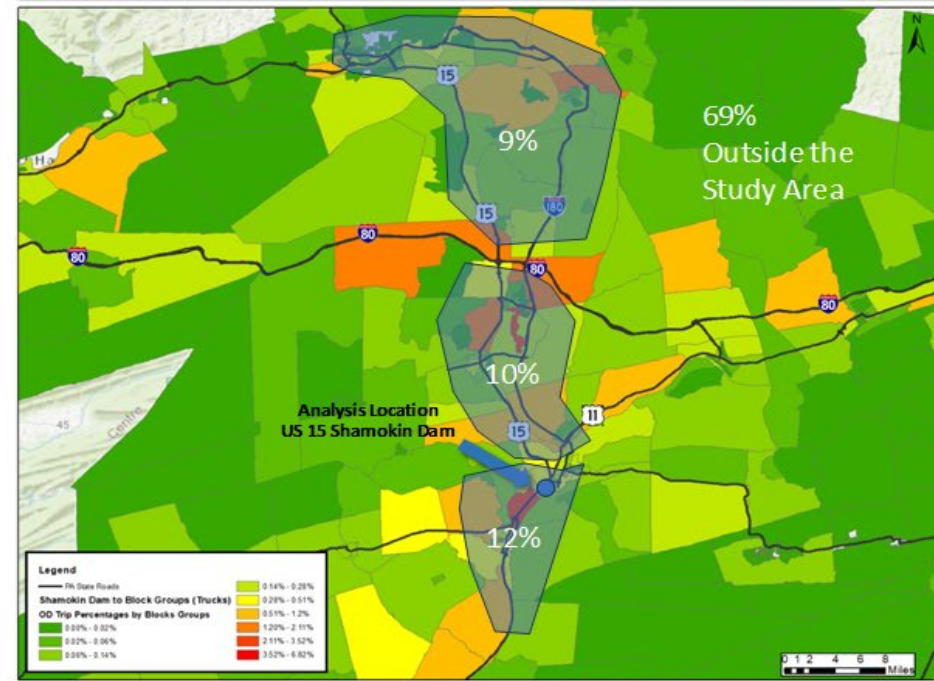 N
15
69%
Outside the
Study Area
9%
Ha
15
180
80
80
80
80
10%
Centre
45
Analysis Location
US 15 Shamokin Dam
15
11
12%
Legend
PA State Roads
Shamokin Dam to Block Groups (Trucks)
OD Trip Percentages by Blocks Groups
0.00% - 0.02%
0.02% - 0.06%
0.06% - 0.14%
0.14% - 0.28%
0.28% - 0.51%
0.51% - 1.2%
1.20% - 2.11%
2.11% - 3.52%
3.52% - 6.82%
0 1 2 4 6 8
Miles